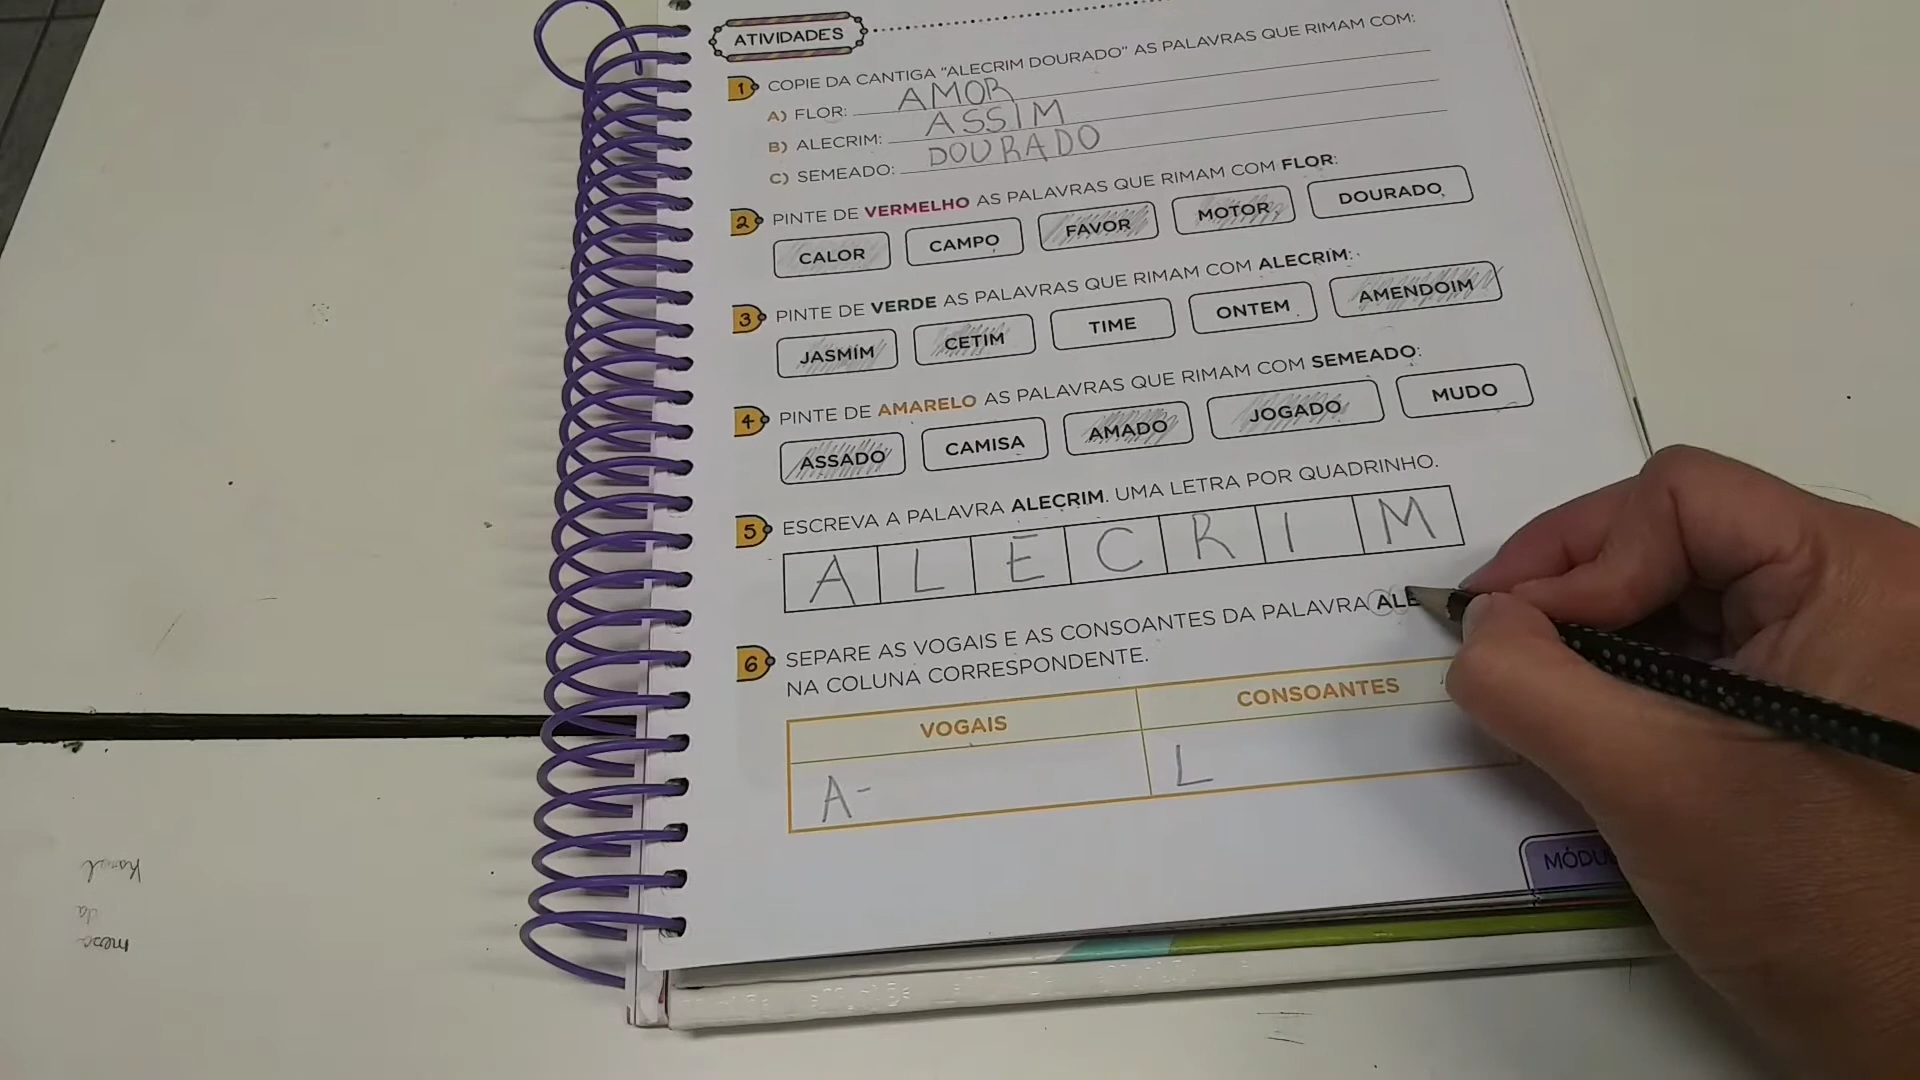 ATIVIDADES
1 COPIE DA CANTIGA "ALECRIM DOURADO" AS PALAVRAS QUE RIMAM COM:
A) FLOR: AMOR
B) ALECRIM: ASSIM
C) SEMEADO: DOURADO
2 PINTE DE VERMELHO AS PALAVRAS QUE RIMAM COM FLOR:
CALOR CAMPO FAVOR MOTOR DOURADO
3 PINTE DE VERDE AS PALAVRAS QUE RIMAM COM ALECRIM:
JASMIM CETIM TIME ONTEM AMENDOIM
4 PINTE DE AMARELO AS PALAVRAS QUE RIMAM COM SEMEADO:
ASSADO CAMISA AMADO JOGADO MUDO
5 ESCREVA A PALAVRA ALECRIM. UMA LETRA POR QUADRINHO.
A L E C R I M
6 SEPARE AS VOGAIS E AS CONSOANTES DA PALAVRA ALE
NA COLUNA CORRESPONDENTE.
VOGAIS CONSOANTES
A- L
MÓDU
da
mesa